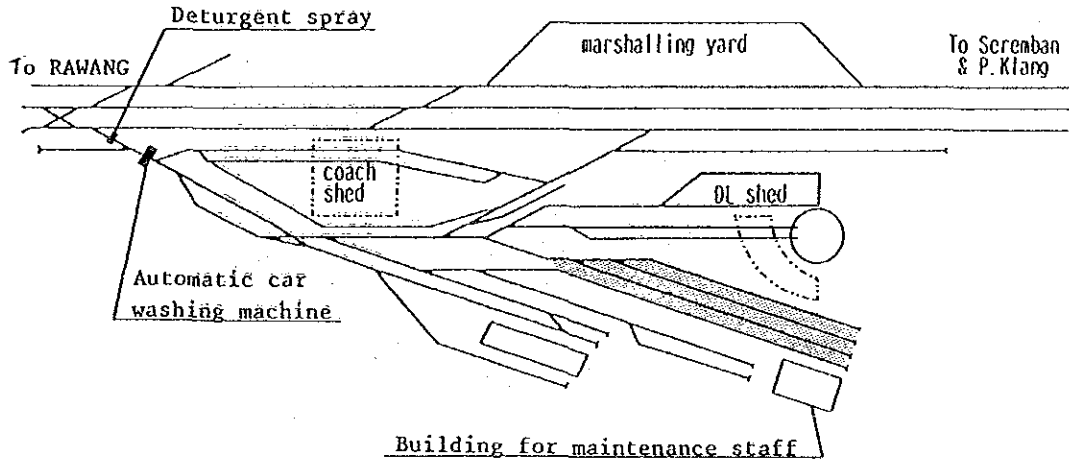 Deturgent spray
marshalling yard
To Scremban
& P.Klang
To RAWANG
coach
shed
DL shed
Automatic car
washing machine
Building for maintenance staff